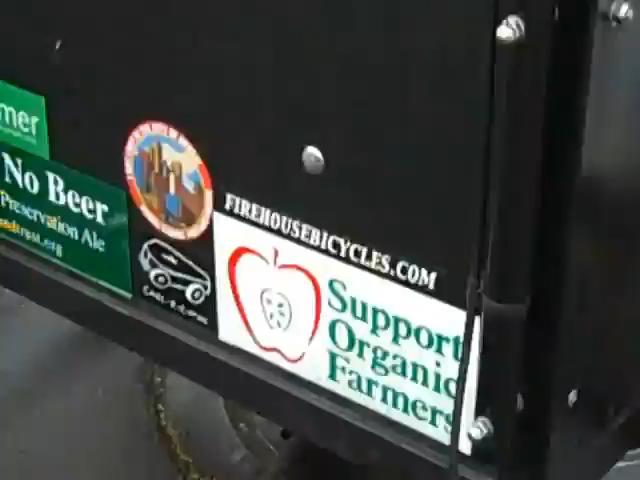 mer
No Beer
Preservation Ale
FIREHOUSEBICYCLES.COM
Support
Organic
Farmers